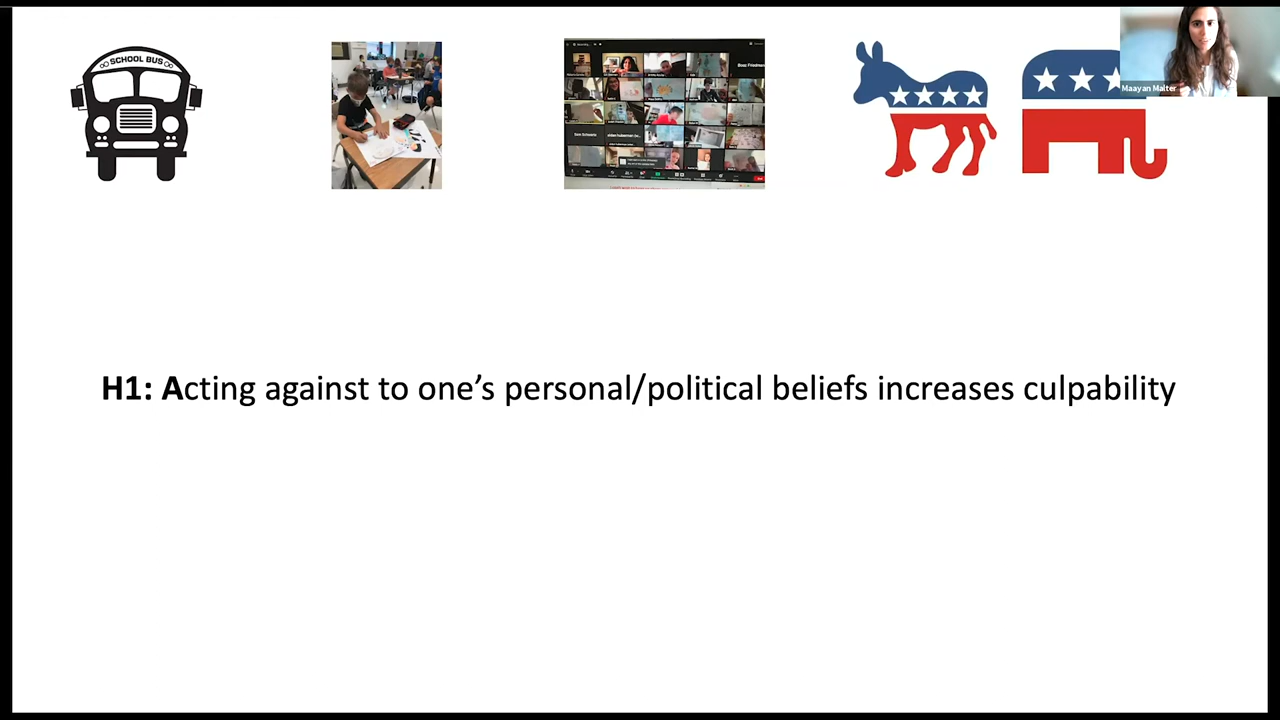 SCHOOL BUS
Maayan Malter
H1: Acting against to one’s personal/political beliefs increases culpability